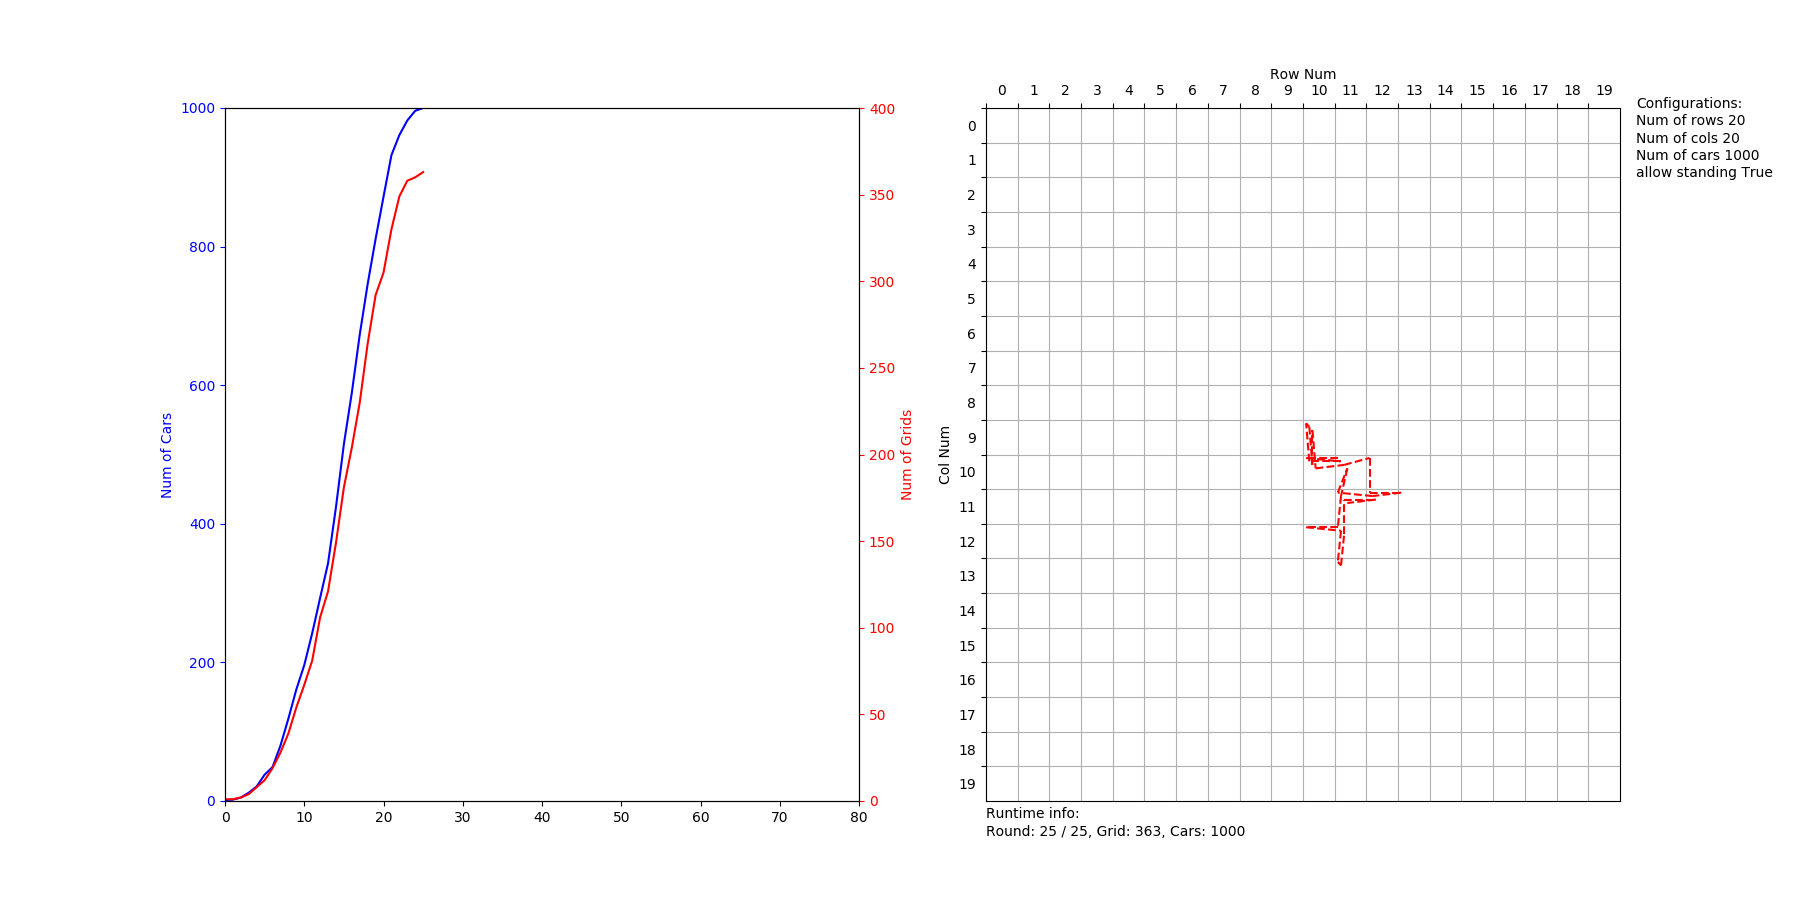 1000
800
600
400
200
0
Num of Cars
0 10 20 30 40 50 60 70 80
400
350
300
250
200
150
100
50
0
Num of Grids
Row Num
0 1 2 3 4 5 6 7 8 9 10 11 12 13 14 15 16 17 18 19
Col Num
0
1
2
3
4
5
6
7
8
9
10
11
12
13
14
15
16
17
18
19
Configurations:
Num of rows 20
Num of cols 20
Num of cars 1000
allow standing True
Runtime info:
Round: 25 / 25, Grid: 363, Cars: 1000